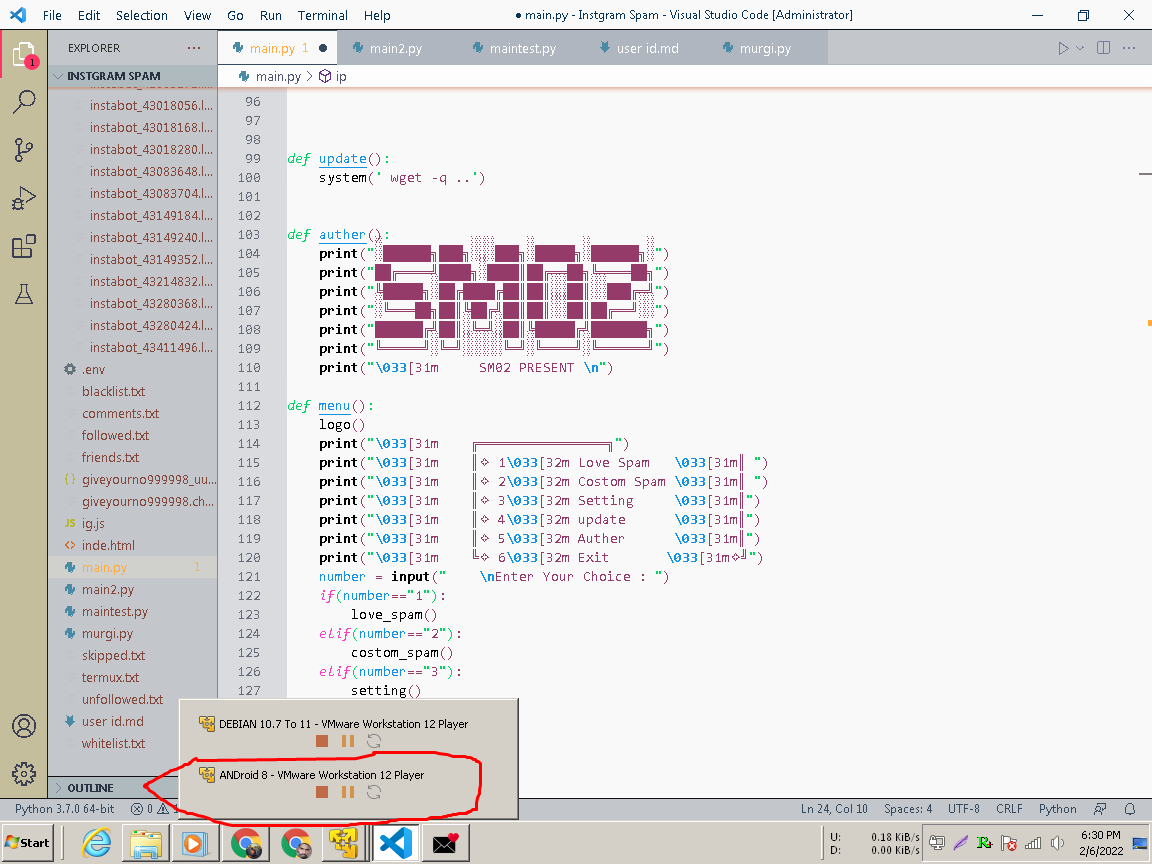 File Edit Selection View Go Run Terminal Help
● main.py - Instgram Spam - Visual Studio Code [Administrator]
EXPLORER ···
main.py 1 ●
main2.py
maintest.py
user id.md
murgi.py
1
INSTGRAM SPAM
main.py > ip
instabot_43018056.l...
instabot_43018168.l...
instabot_43018280.l...
instabot_43083648.l...
instabot_43083704.l...
instabot_43149184.l...
instabot_43149240.l...
instabot_43149352.l...
instabot_43214832.l...
instabot_43280368.l...
instabot_43280424.l...
instabot_43411496.l...
.env
blacklist.txt
comments.txt
followed.txt
friends.txt
{} giveyourno999998_uu...
giveyourno999998.ch...
JS ig.js
<> inde.html
main.py 1
main2.py
maintest.py
murgi.py
skipped.txt
termux.txt
unfollowed.txt
user id.md
whitelist.txt
OUTLINE
96
97
98
99 def update():
100 system(' wget -q ..')
101
102
103 def auther():
104 print("
")
105 print("
")
106 print("
")
107 print("
")
108 print("
")
109 print("
")
110 print("\033[31m SM02 PRESENT \n")
111
112 def menu():
113 logo()
114 print("\033[31m ╔═════════════════╗")
115 print("\033[31m ║✧ 1\033[32m Love Spam \033[31m║ ")
116 print("\033[31m ║✧ 2\033[32m Costom Spam \033[31m║ ")
117 print("\033[31m ║✧ 3\033[32m Setting \033[31m║")
118 print("\033[31m ║✧ 4\033[32m update \033[31m║")
119 print("\033[31m ║✧ 5\033[32m Auther \033[31m║")
120 print("\033[31m ╚✧ 6\033[32m Exit \033[31m✧╝")
121 number = input(" \nEnter Your Choice : ")
122 if(number=="1"):
123 love_spam()
124 elif(number=="2"):
125 costom_spam()
126 elif(number=="3"):
127 setting()
DEBIAN 10.7 To 11 - VMware Workstation 12 Player
ANDroid 8 - VMware Workstation 12 Player
Python 3.7.0 64-bit 0 1
Ln 24, Col 10 Spaces: 4 UTF-8 CRLF Python
Start
U: 0.18 KiB/s
D: 0.00 KiB/s
6:30 PM
2/6/2022